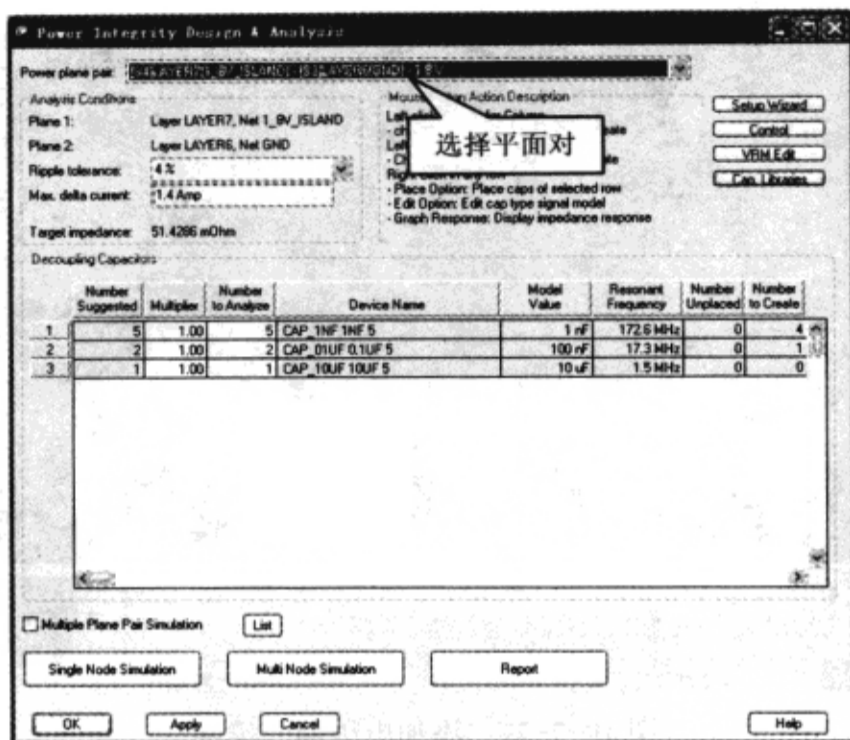 Power Integrity Design & Analysis
Power plane pair:
Analysis Conditions
Plane 1: Layer LAYER7, Net 1_8V_ISLAND
Plane 2: Layer LAYER6, Net GND
Ripple tolerance: 4 %
Max. delta current: 1.4 Amp
Target impedance: 51.4286 mOhm
Action Description
选择平面对
- Place Option: Place caps of selected row
- Edit Option: Edit cap type signal model
- Graph Response: Display impedance response
Setup Wizard
Control
VRM Edit
Cap. Libraries
Decoupling Capacitors
Number Suggested Multiplier Number to Analyze Device Name Model Value Resonant Frequency Number Unplaced Number to Create
1 5 1.00 5 CAP_1NF 1NF 5 1 nF 172.6 MHz 0 4
2 2 1.00 2 CAP_01UF 0.1UF 5 100 nF 17.3 MHz 0 1
3 1 1.00 1 CAP_10UF 10UF 5 10 uF 1.5 MHz 0 0
Multiple Plane Pair Simulation List
Single Node Simulation Multi Node Simulation Report
OK Apply Cancel Help